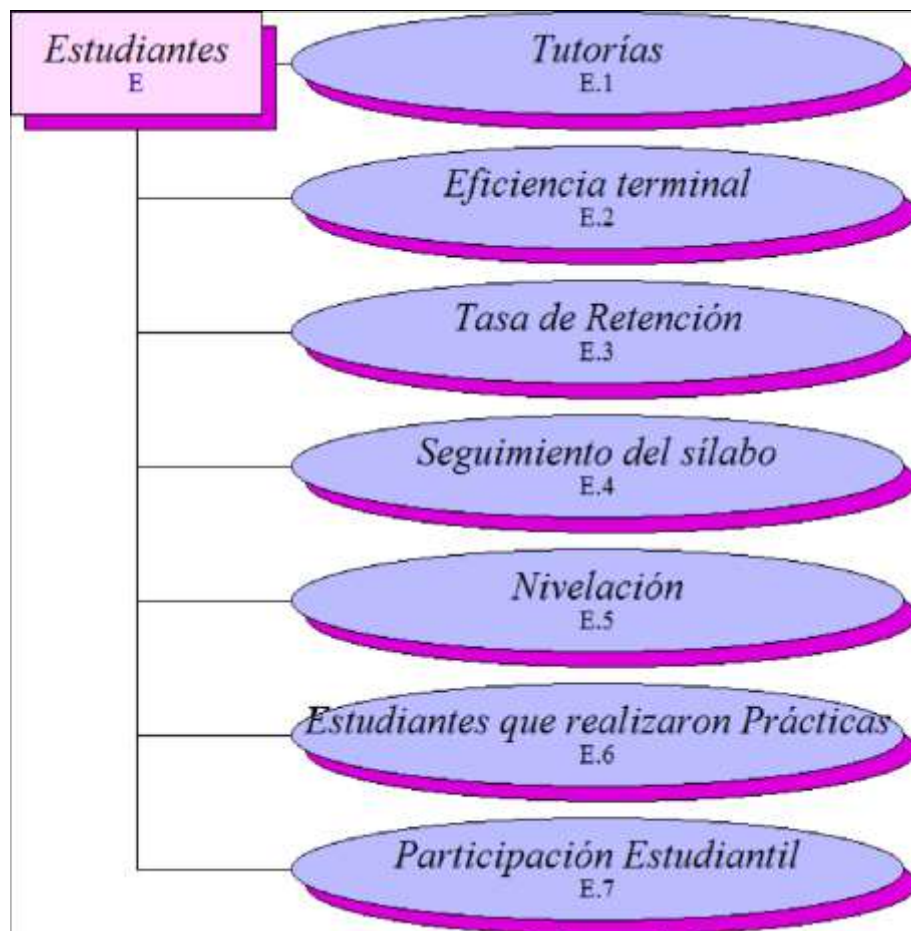 Estudiantes
E
Tutorías
E.1
Eficiencia terminal
E.2
Tasa de Retención
E.3
Seguimiento del sílabo
E.4
Nivelación
E.5
Estudiantes que realizaron Prácticas
E.6
Participación Estudiantil
E.7